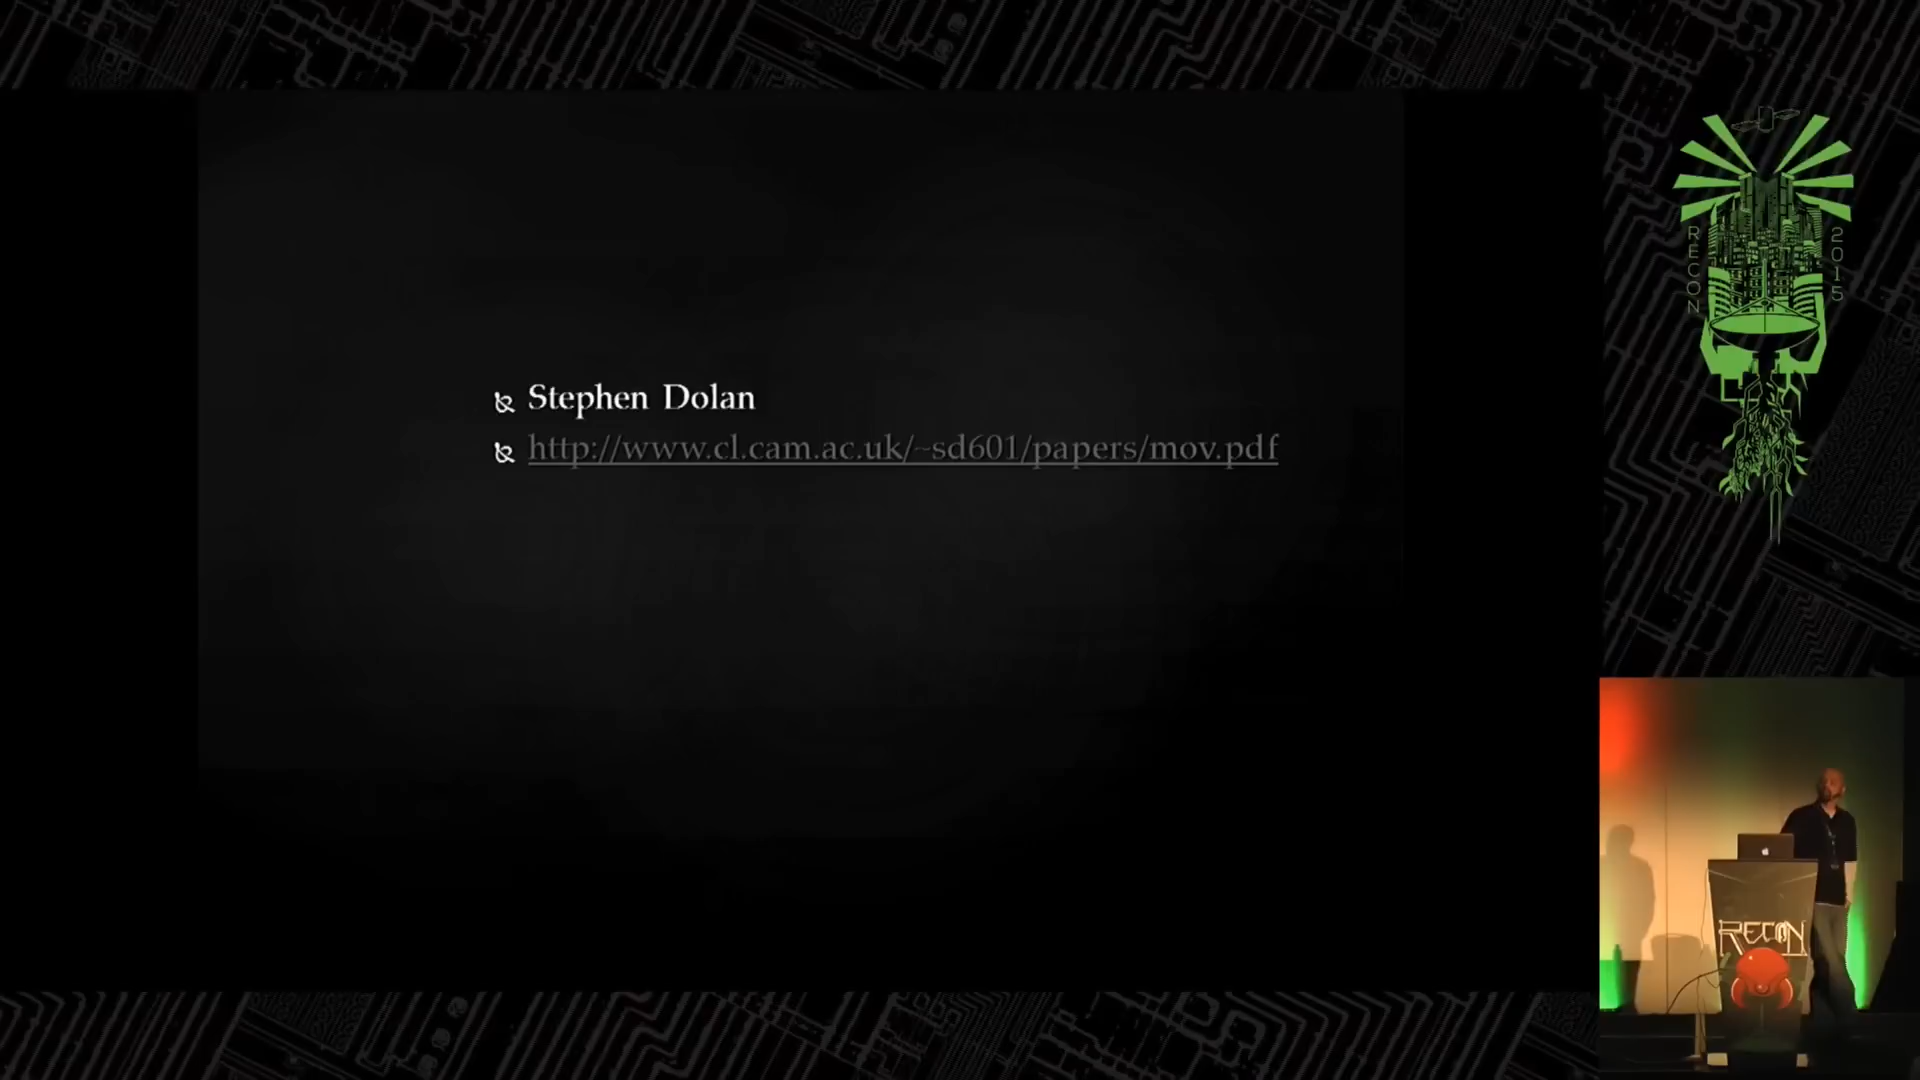 Stephen Dolan
http://www.cl.cam.ac.uk/~sd601/papers/mov.pdf
RECON
2015
RECON